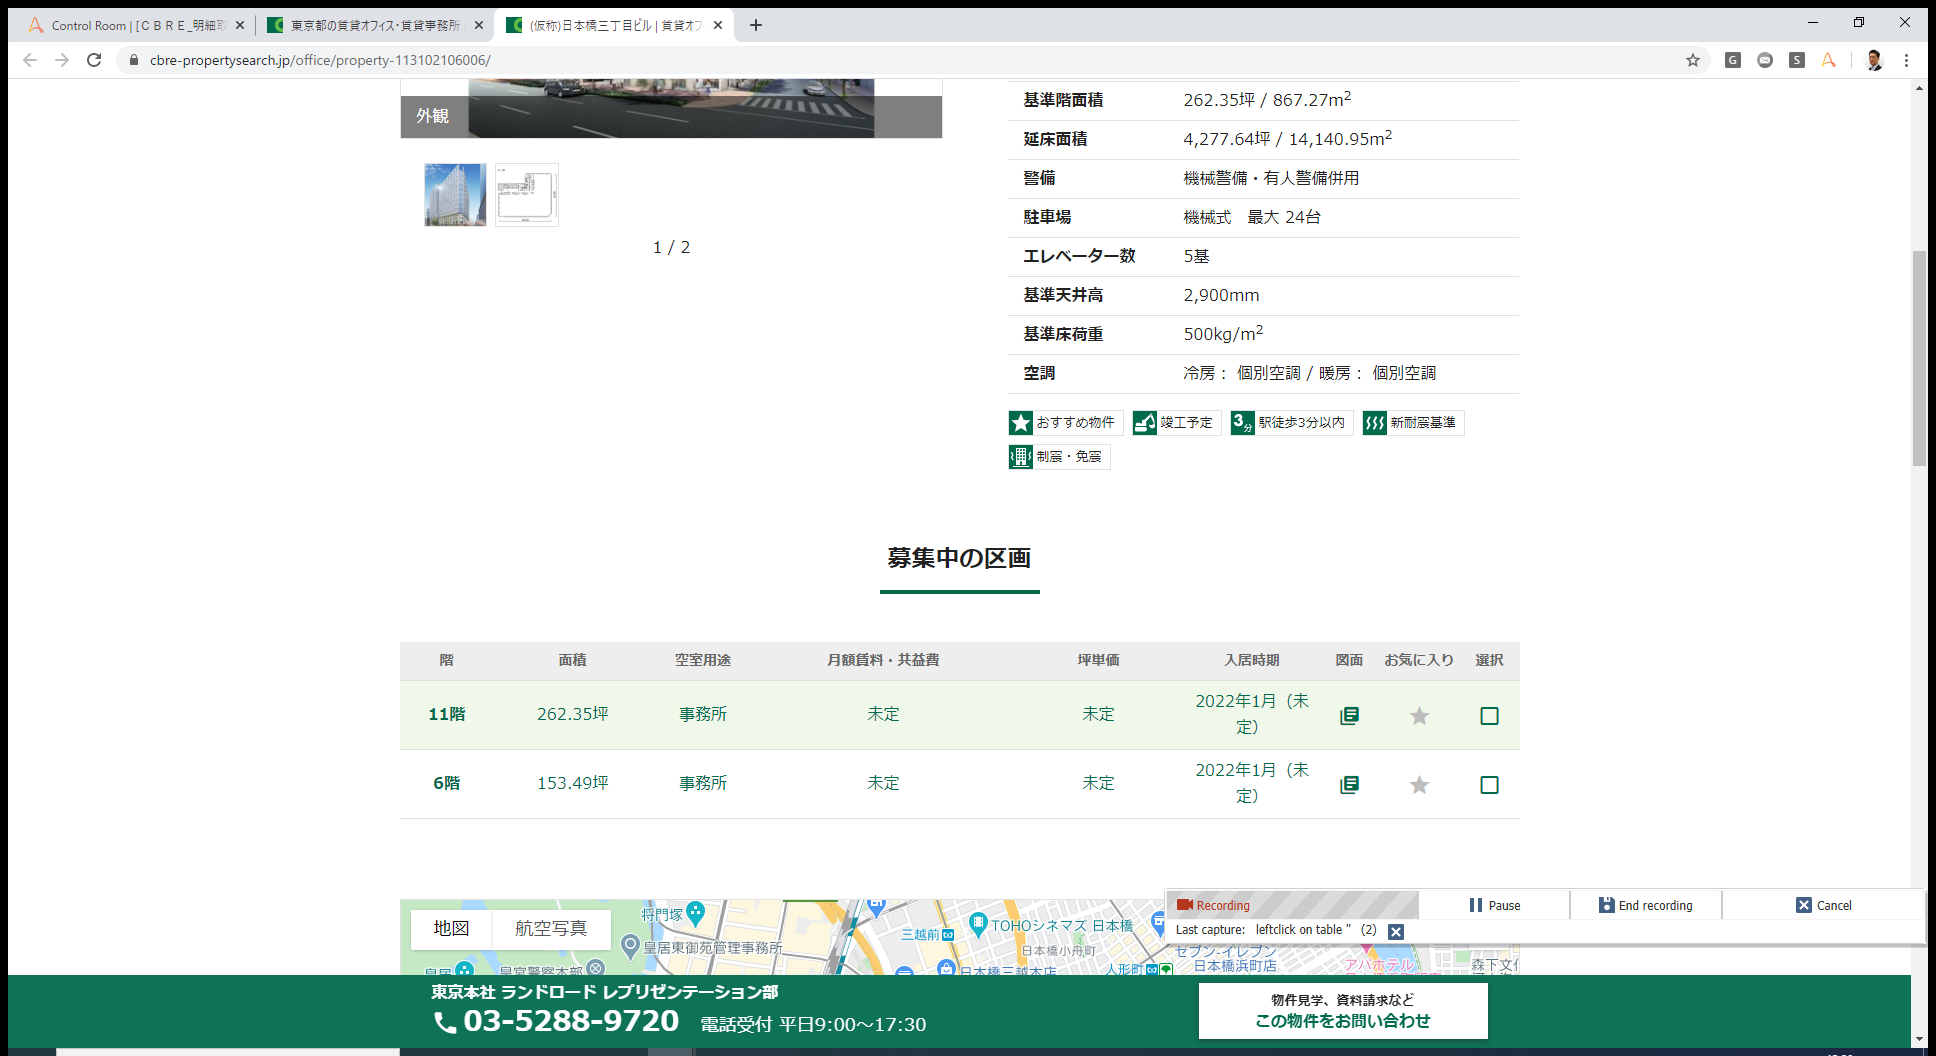 Control Room | [ＣＢＲＥ_明細取
東京都の賃貸オフィス・賃貸事務所
(仮称)日本橋三丁目ビル | 賃貸オフ
cbre-propertysearch.jp/office/property-113102106006/
外観
1 / 2
基準階面積 262.35坪 / 867.27m2
延床面積 4,277.64坪 / 14,140.95m2
警備 機械警備・有人警備併用
駐車場 機械式　最大 24台
エレベーター数 5基
基準天井高 2,900mm
基準床荷重 500kg/m2
空調 冷房： 個別空調 / 暖房： 個別空調
おすすめ物件 竣工予定 3分 駅徒歩3分以内 新耐震基準
制震・免震
募集中の区画
階 面積 空室用途 月額賃料・共益費 坪単価 入居時期 図面 お気に入り 選択
11階 262.35坪 事務所 未定 未定 2022年1月（未定）
6階 153.49坪 事務所 未定 未定 2022年1月（未定）
地図 航空写真
将門塚
皇居東御苑管理事務所
皇居
皇宮警察本部
三越前
TOHOシネマズ 日本橋
日本橋小舟町
日本橋三越本店
人形町
セブン-イレブン
日本橋浜町店
アパホテル
森下文化
Recording Pause End recording Cancel
Last capture: leftclick on table '' (2)
東京本社 ランドロード レプリゼンテーション部
03-5288-9720 電話受付 平日9:00～17:30
物件見学、資料請求など
この物件をお問い合わせ